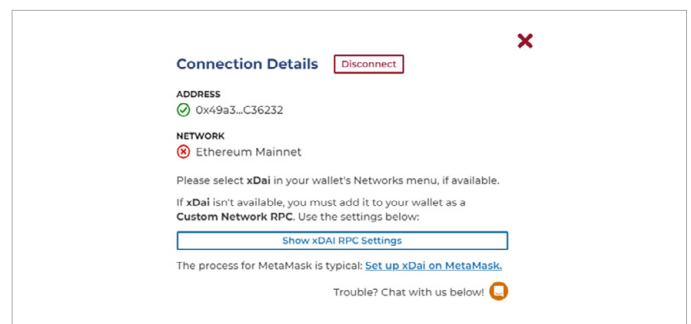 Connection Details
Disconnect
ADDRESS
0x49a3...C36232
NETWORK
Ethereum Mainnet
Please select xDai in your wallet's Networks menu, if available.
If xDai isn't available, you must add it to your wallet as a
Custom Network RPC. Use the settings below:
Show xDAI RPC Settings
The process for MetaMask is typical: Set up xDai on MetaMask.
Trouble? Chat with us below!